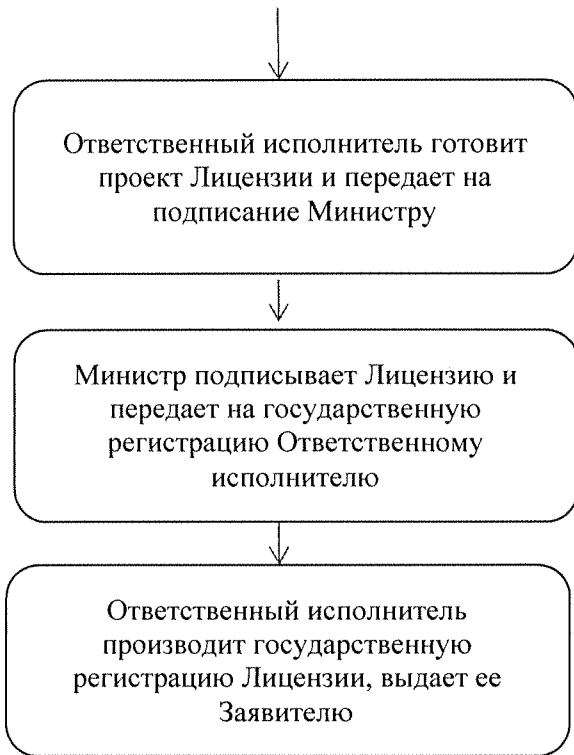 Ответственный исполнитель готовит
проект Лицензии и передает на
подписание Министру
Министр подписывает Лицензию и
передает на государственную
регистрацию Ответственному
исполнителю
Ответственный исполнитель
производит государственную
регистрацию Лицензии, выдает ее
Заявителю